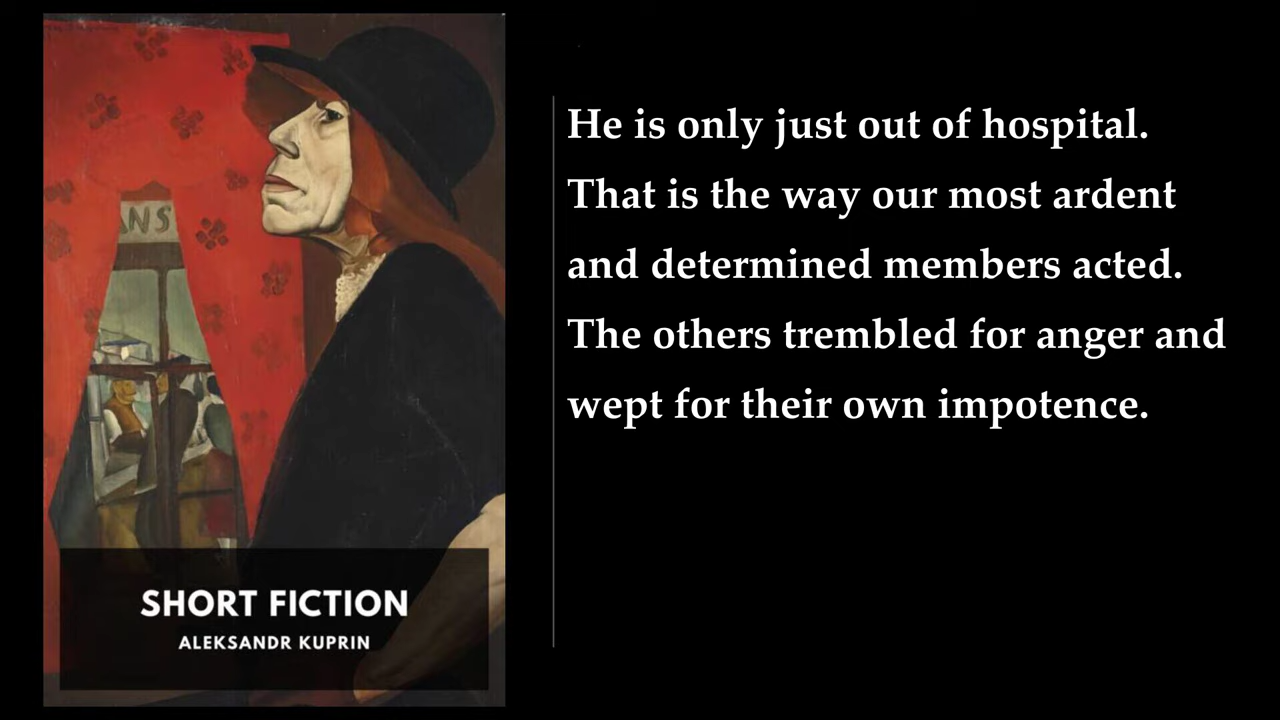 ANS
SHORT FICTION
ALEKSANDR KUPRIN
He is only just out of hospital.
That is the way our most ardent
and determined members acted.
The others trembled for anger and
wept for their own impotence.